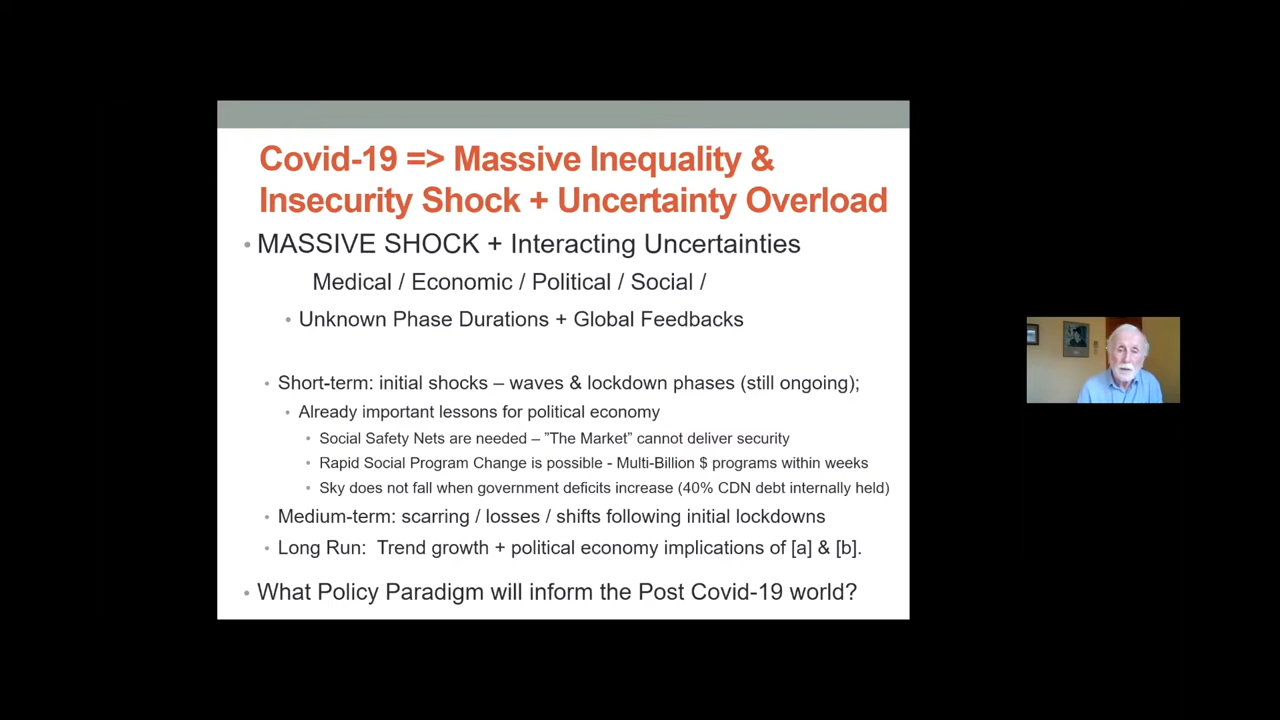 Covid-19 => Massive Inequality &
Insecurity Shock + Uncertainty Overload
• MASSIVE SHOCK + Interacting Uncertainties
Medical / Economic / Political / Social /
• Unknown Phase Durations + Global Feedbacks
• Short-term: initial shocks – waves & lockdown phases (still ongoing);
• Already important lessons for political economy
• Social Safety Nets are needed – "The Market" cannot deliver security
• Rapid Social Program Change is possible - Multi-Billion $ programs within weeks
• Sky does not fall when government deficits increase (40% CDN debt internally held)
• Medium-term: scarring / losses / shifts following initial lockdowns
• Long Run: Trend growth + political economy implications of [a] & [b].
• What Policy Paradigm will inform the Post Covid-19 world?